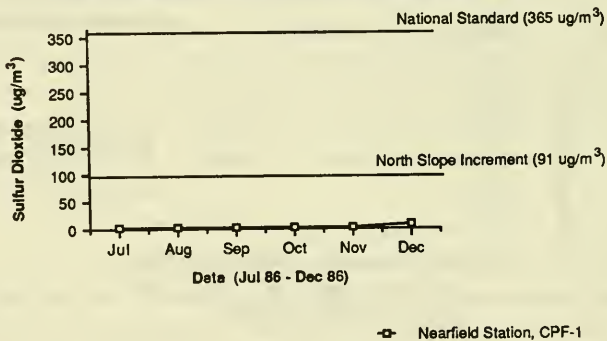 National Standard (365 ug/m³)
350
300
250
200
150
100
50
0
Sulfur Dioxide (ug/m³)
North Slope Increment (91 ug/m³)
Jul Aug Sep Oct Nov Dec
Data (Jul 86 - Dec 86)
Nearfield Station, CPF-1